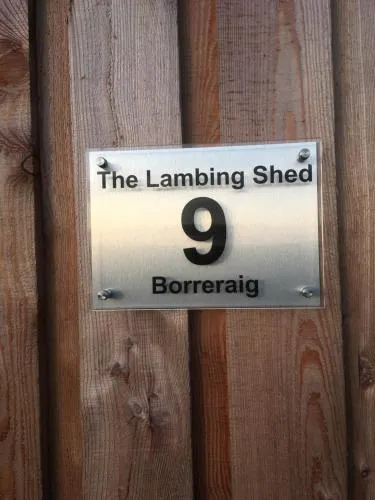 The Lambing Shed
9
Borreraig